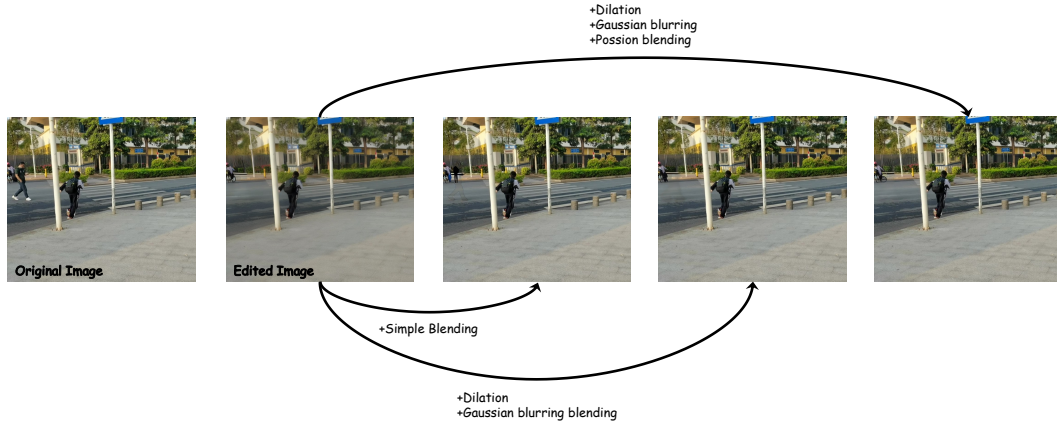 +Dilation
+Gaussian blurring
+Possion blending
Original Image
Edited Image
+Simple Blending
+Dilation
+Gaussian blurring blending